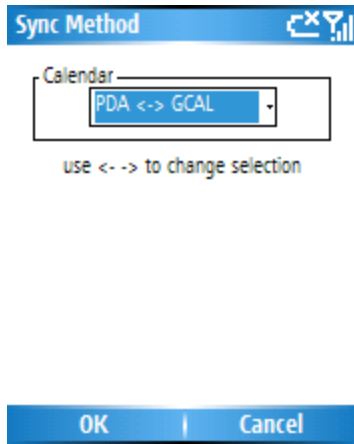 Sync Method
Calendar
PDA <-> GCAL
use <- -> to change selection
OK Cancel